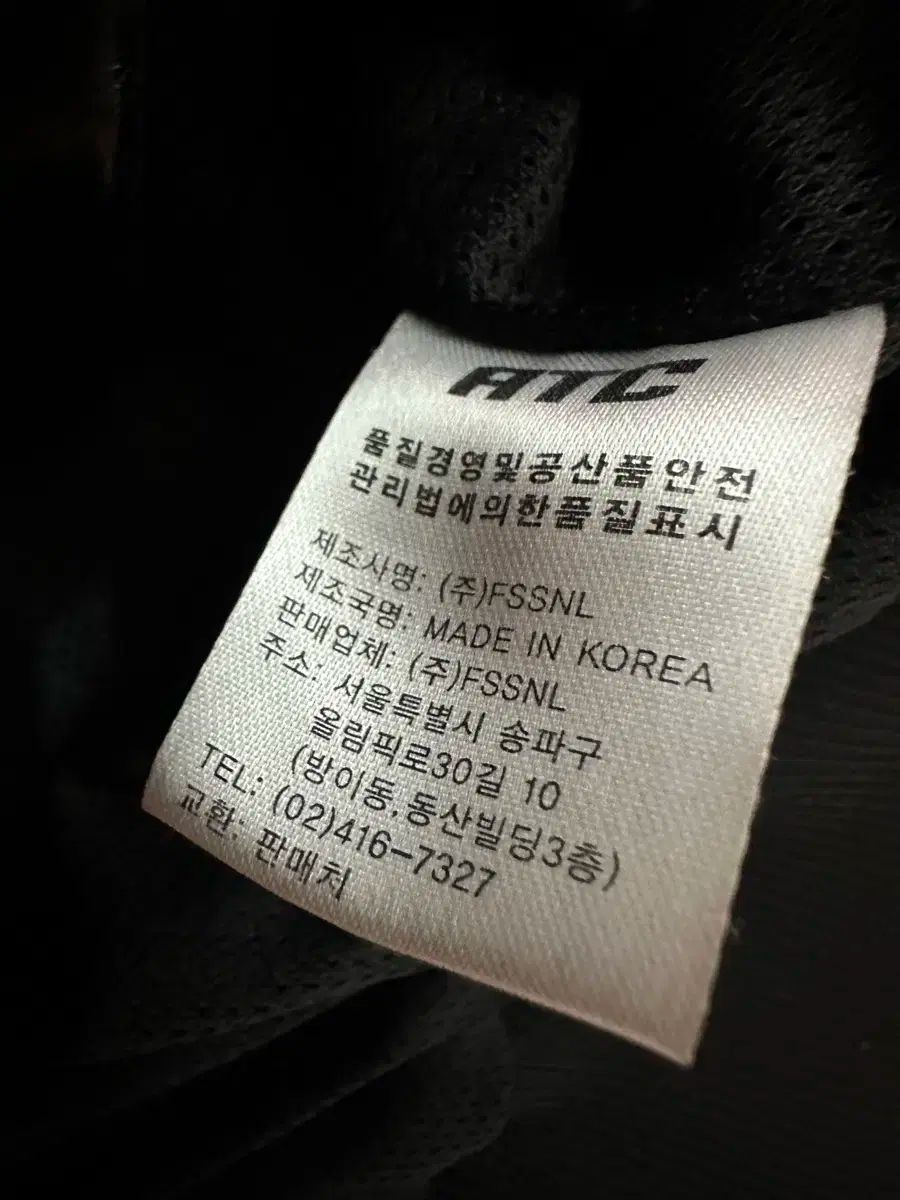 ATC
품질경영및공산품안전
관리법에의한품질표시
제조사명: (주)FSSNL
제조국명: MADE IN KOREA
판매업체: (주)FSSNL
주소: 서울특별시 송파구
올림픽로30길 10
(방이동,동산빌딩3층)
TEL: (02)416-7327
교환: 판매처